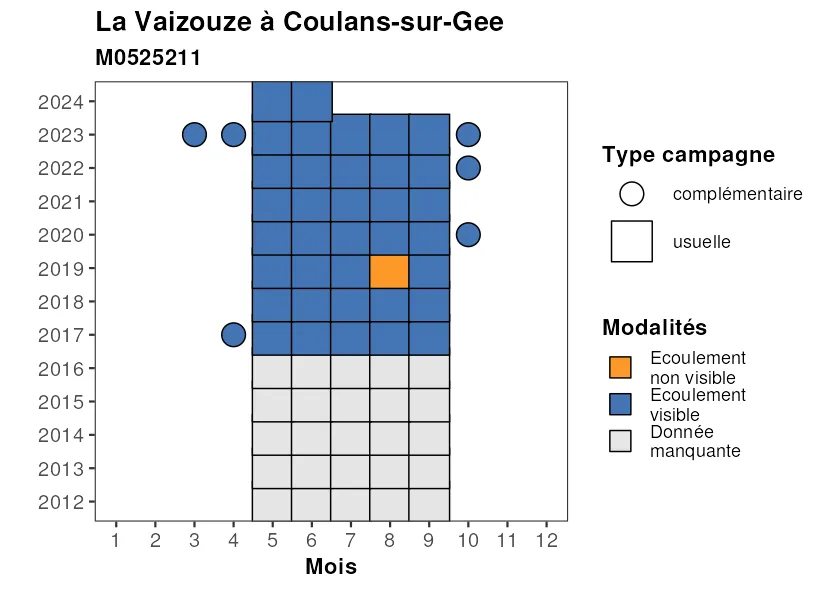 La Vaizouze à Coulans-sur-Gee
M0525211
2024
2023
2022
2021
2020
2019
2018
2017
2016
2015
2014
2013
2012
1 2 3 4 5 6 7 8 9 10 11 12
Mois
Type campagne
complémentaire
usuelle
Modalités
Ecoulement
non visible
Ecoulement
visible
Donnée
manquante